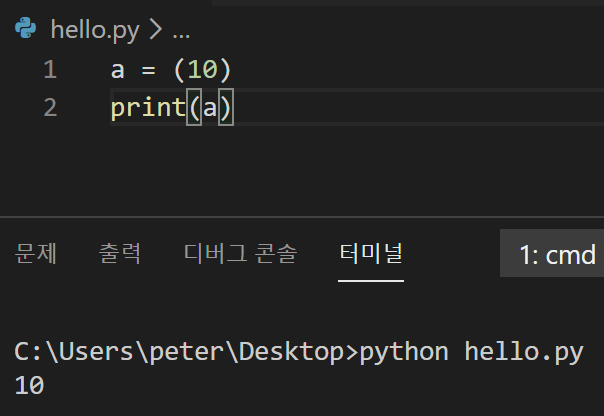 hello.py > ...
1 a = (10)
2 print(a)
문제 출력 디버그 콘솔 터미널 1: cmd
C:\Users\peter\Desktop>python hello.py
10